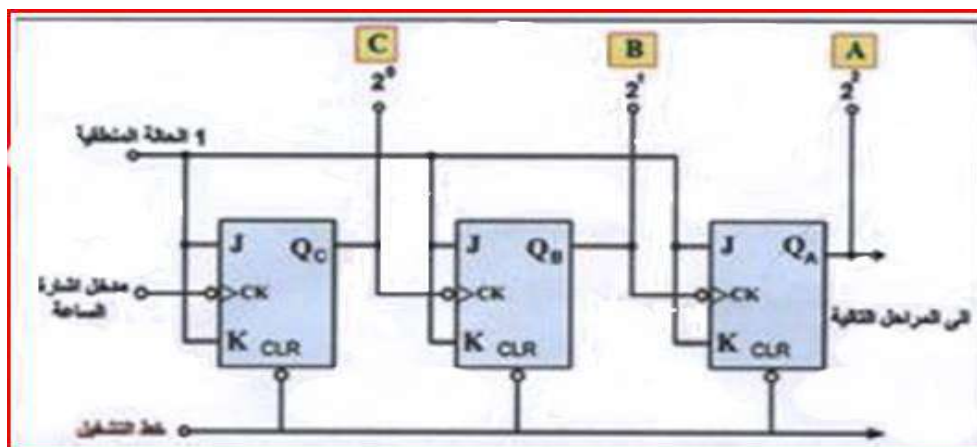 C
B
A
2⁰
2¹
2²
1 الحالة المنطقية
J
Q_C
J
Q_B
J
Q_A
مدخل اشارة
الساعة
CK
CK
CK
الى المراحل التالية
K CLR
K CLR
K CLR
خط التشغيل